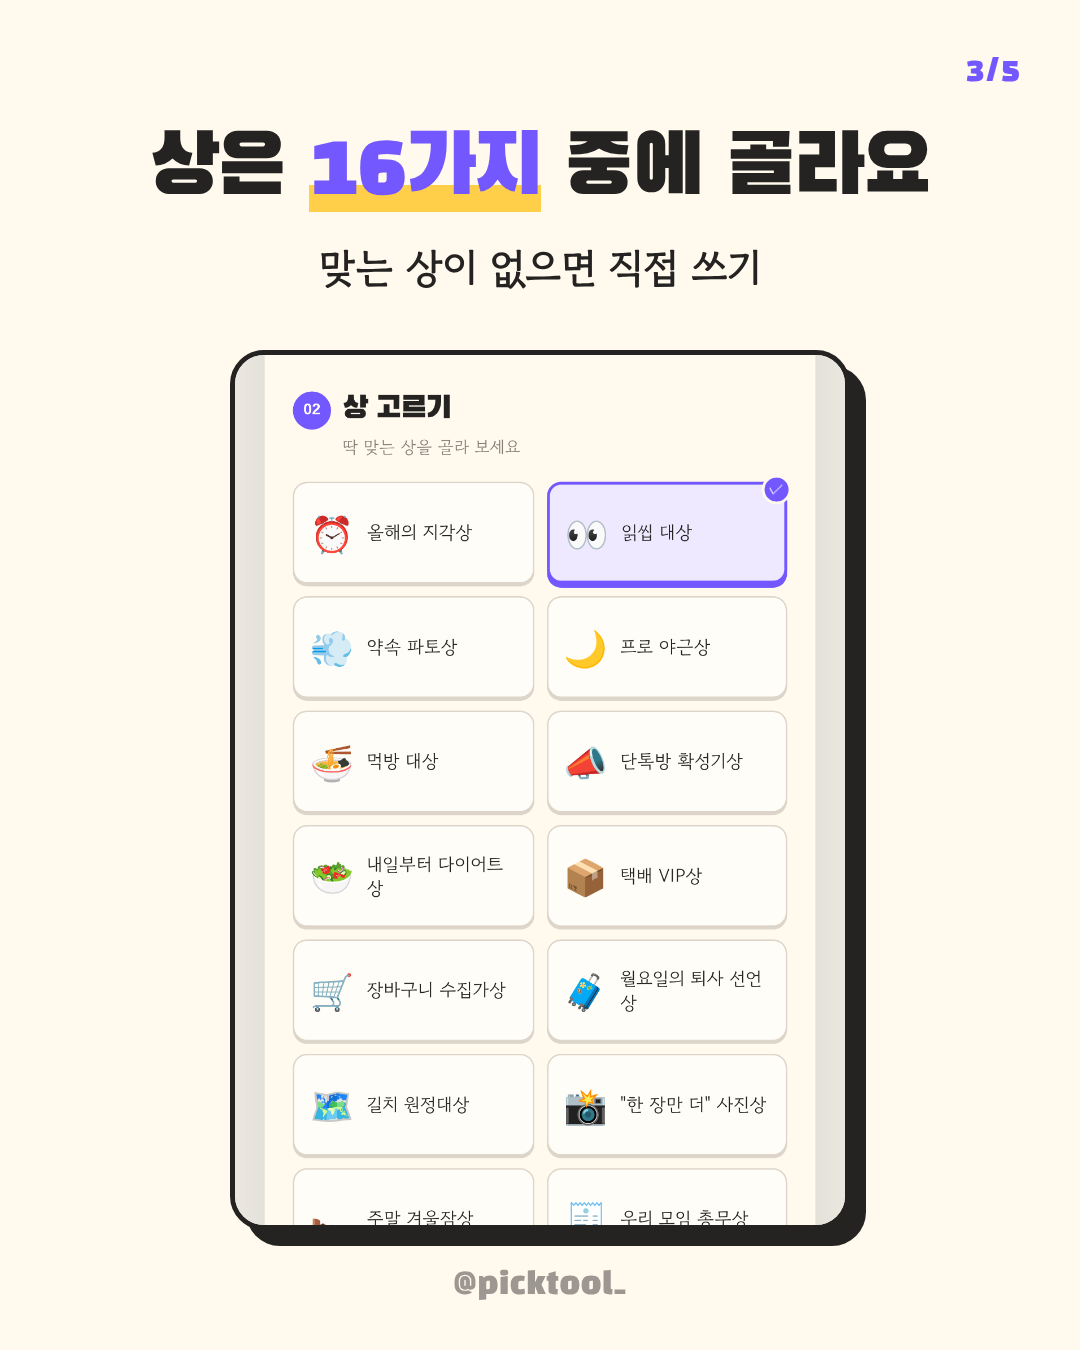 3/5
상은 16가지 중에 골라요
맞는 상이 없으면 직접 쓰기
02 상 고르기
딱 맞는 상을 골라 보세요
올해의 지각상
읽씹 대상
약속 파토상
프로 야근상
먹방 대상
단톡방 확성기상
내일부터 다이어트
상
택배 VIP상
장바구니 수집가상
월요일의 퇴사 선언
상
길치 원정대상
"한 장만 더" 사진상
주말 겨울잠상
우리 모임 총무상
@picktool_